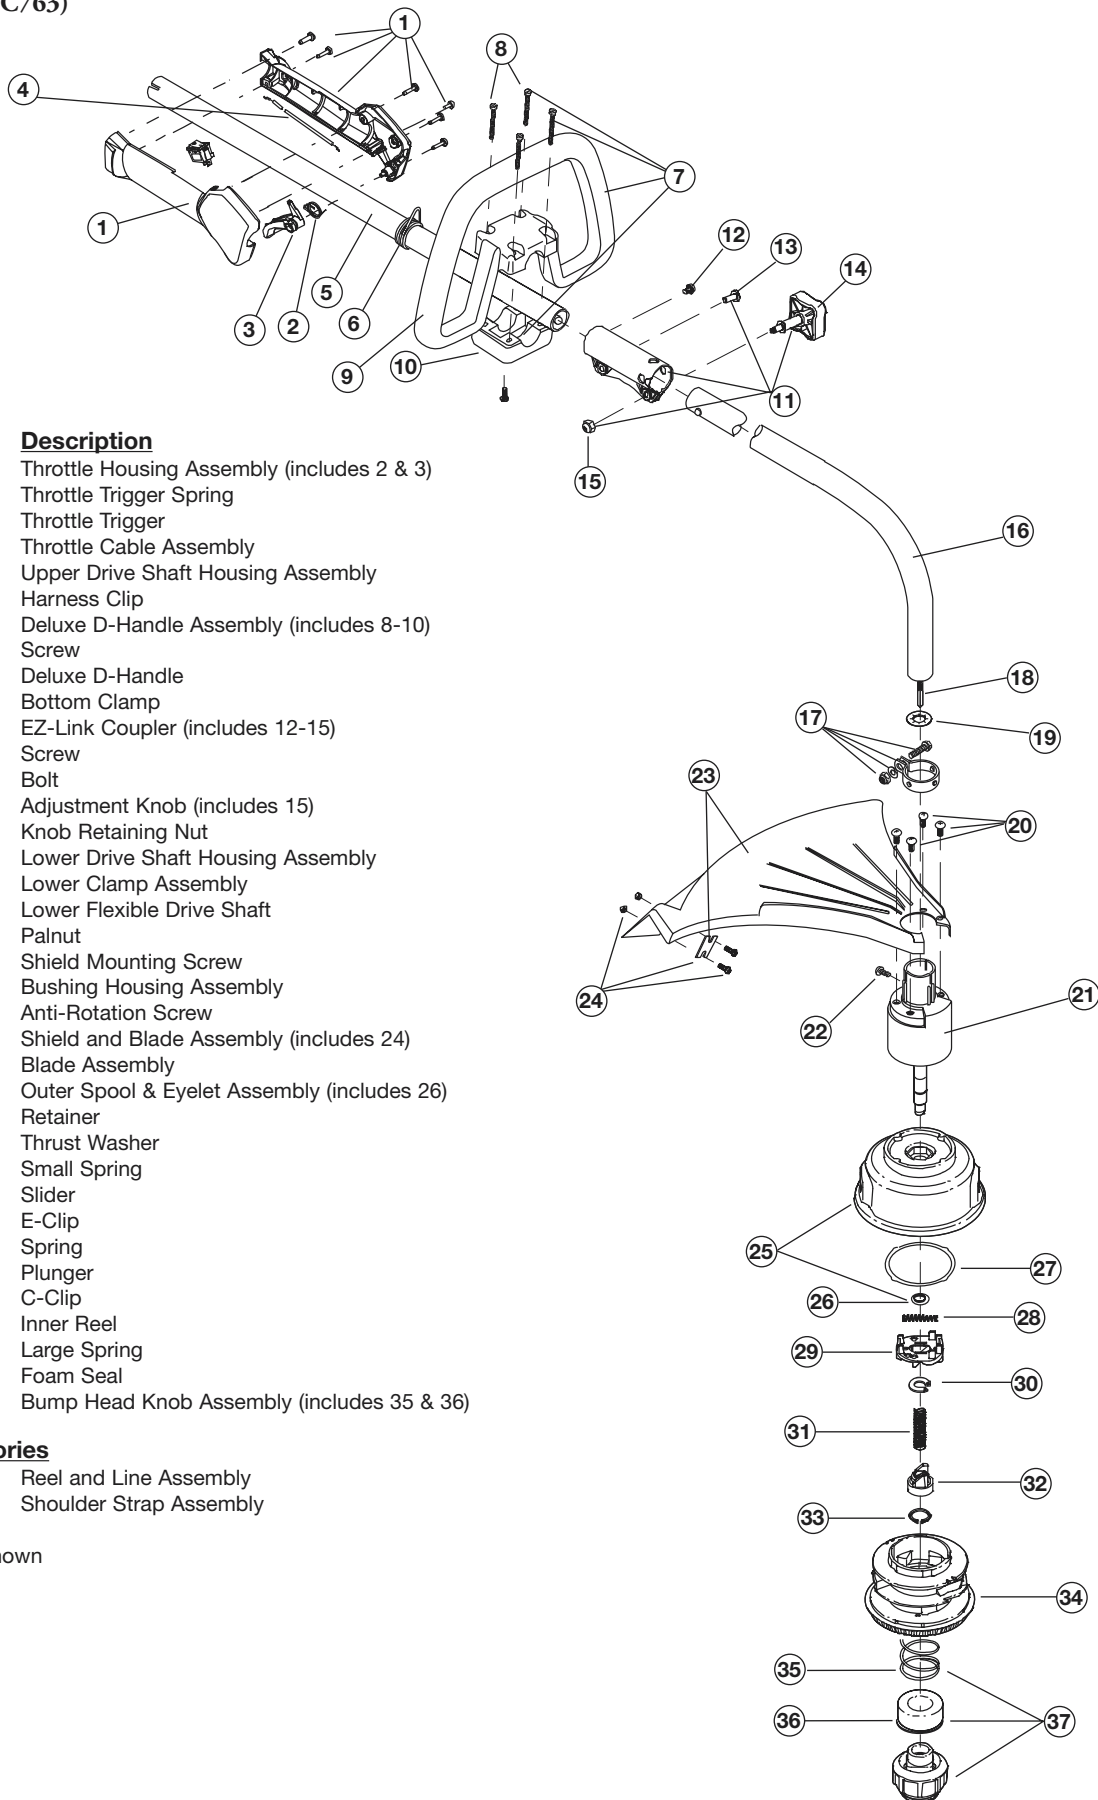 C763)
1
8
4
7
1
12
13
14
5
2
6
3
9
10
11
15
Description
Throttle Housing Assembly (includes 2 & 3)
Throttle Trigger Spring
Throttle Trigger
Throttle Cable Assembly
Upper Drive Shaft Housing Assembly
Harness Clip
Deluxe D-Handle Assembly (includes 8-10)
Screw
Deluxe D-Handle
Bottom Clamp
EZ-Link Coupler (includes 12-15)
Screw
Bolt
Adjustment Knob (includes 15)
Knob Retaining Nut
Lower Drive Shaft Housing Assembly
Lower Clamp Assembly
Lower Flexible Drive Shaft
Palnut
Shield Mounting Screw
Bushing Housing Assembly
Anti-Rotation Screw
Shield and Blade Assembly (includes 24)
Blade Assembly
Outer Spool & Eyelet Assembly (includes 26)
Retainer
Thrust Washer
Small Spring
Slider
E-Clip
Spring
Plunger
C-Clip
Inner Reel
Large Spring
Foam Seal
Bump Head Knob Assembly (includes 35 & 36)
ories
Reel and Line Assembly
Shoulder Strap Assembly
own
16
18
17
19
23
20
24
22
21
25
27
26
28
29
30
31
32
33
34
35
36
37